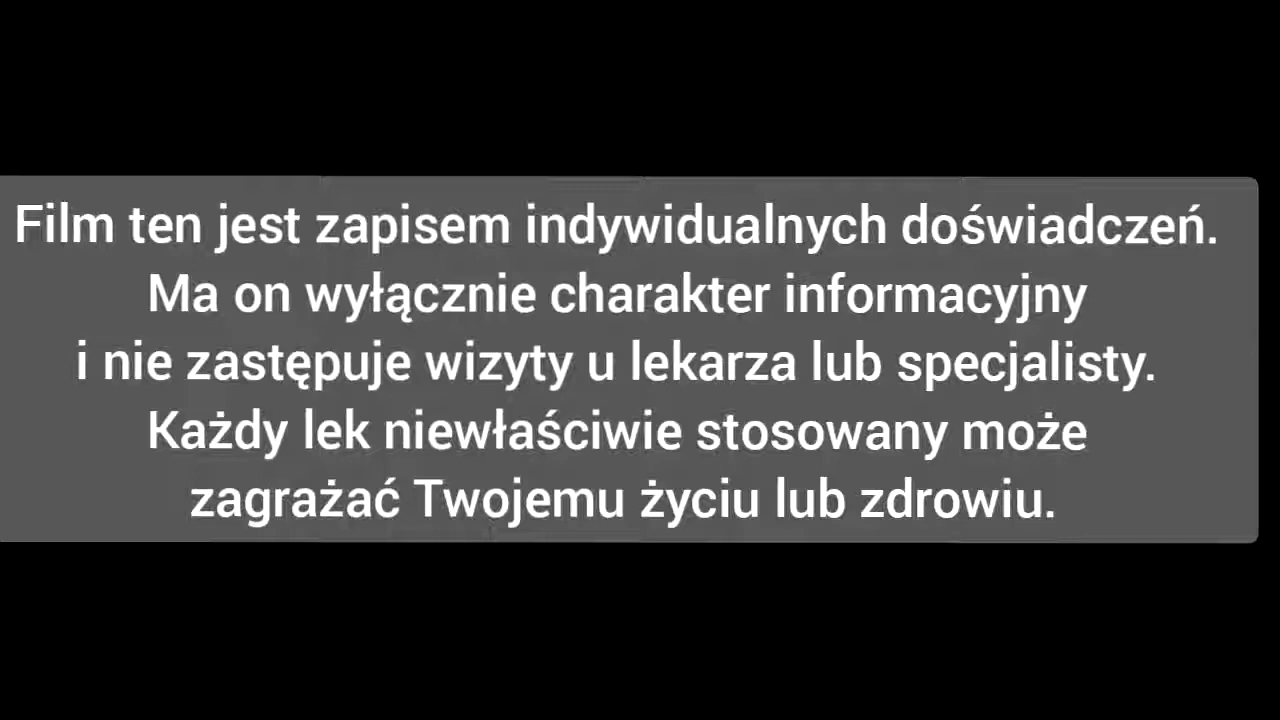 Film ten jest zapisem indywidualnych doświadczeń.
Ma on wyłącznie charakter informacyjny
i nie zastępuje wizyty u lekarza lub specjalisty.
Każdy lek niewłaściwie stosowany może
zagrażać Twojemu życiu lub zdrowiu.